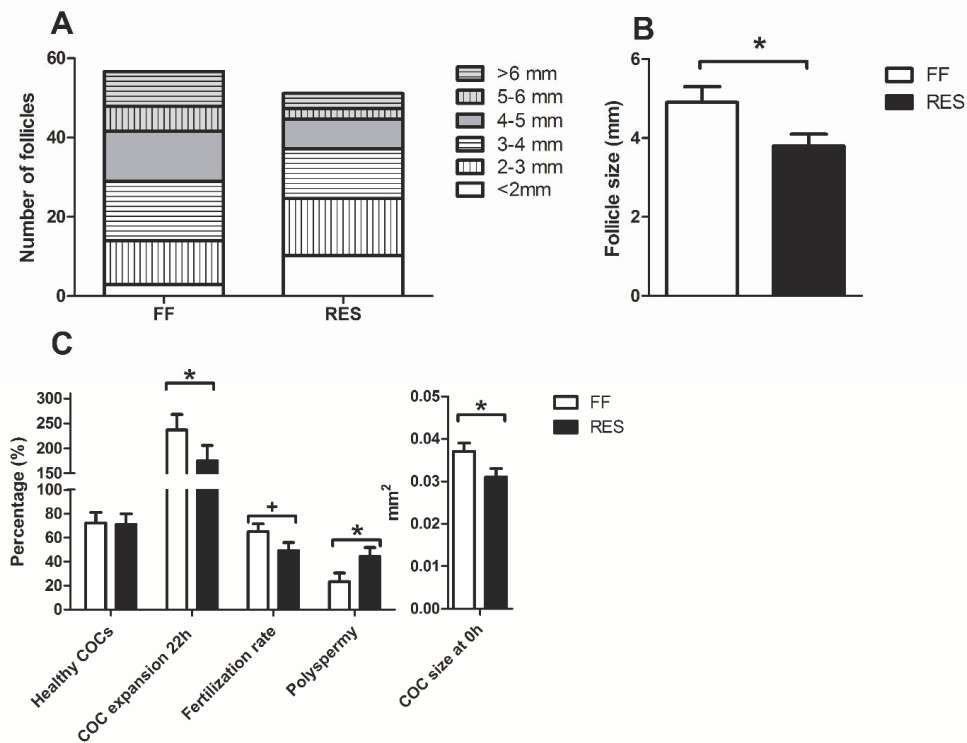 A
Number of follicles
60
40
20
0
FF
RES
>6 mm
5-6 mm
4-5 mm
3-4 mm
2-3 mm
<2mm
B
Follicle size (mm)
6
4
2
0
*
FF
RES
C
Percentage (%)
300
250
200
150
100
80
60
40
20
0
*
+
*
Healthy COCs
COC expansion 22h
Fertilization rate
Polyspermy
mm²
0.05
0.04
0.03
0.02
0.01
0.00
*
COC size at 0h
FF
RES